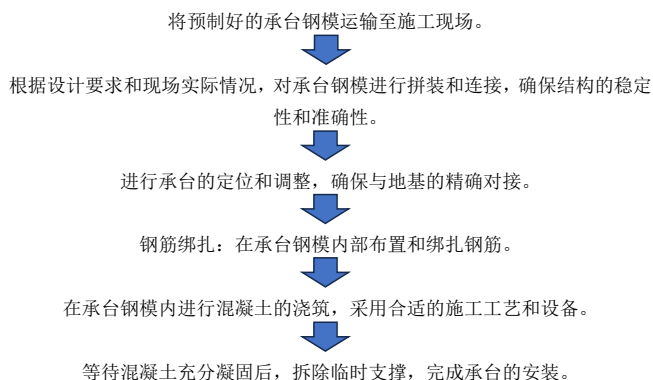 将预制好的承台钢模运输至施工现场。
根据设计要求和现场实际情况，对承台钢模进行拼装和连接，确保结构的稳定
性和准确性。
进行承台的定位和调整，确保与地基的精确对接。
钢筋绑扎：在承台钢模内部布置和绑扎钢筋。
在承台钢模内进行混凝土的浇筑，采用合适的施工工艺和设备。
等待混凝土充分凝固后，拆除临时支撑，完成承台的安装。